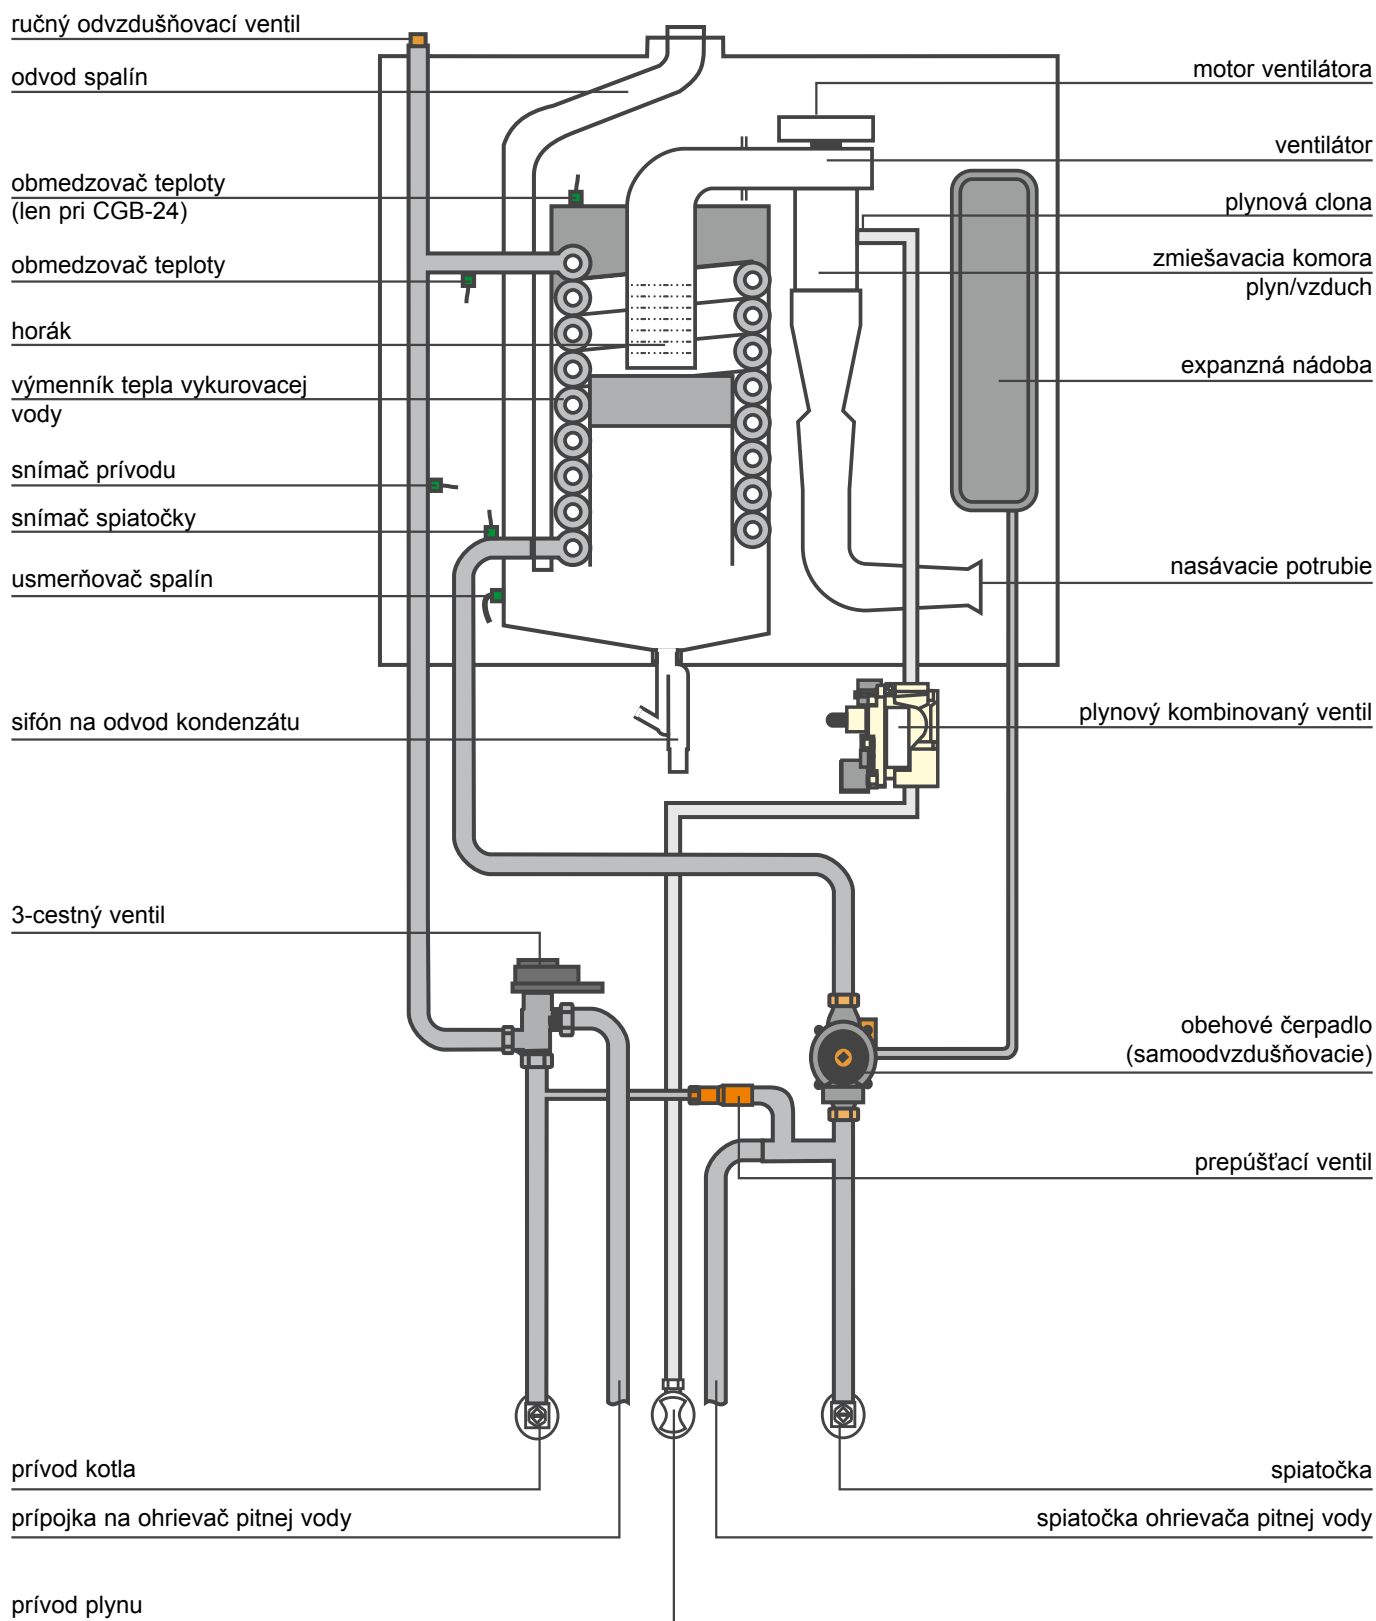 ručný odvzdušňovací ventil
odvod spalín
obmedzovač teploty
(len pri CGB-24)
obmedzovač teploty
horák
výmenník tepla vykurovacej
vody
snímač prívodu
snímač spiatočky
usmerňovač spalín
sifón na odvod kondenzátu
3-cestný ventil
prívod kotla
prípojka na ohrievač pitnej vody
prívod plynu
motor ventilátora
ventilátor
plynová clona
zmiešavacia komora
plyn/vzduch
expanzná nádoba
nasávacie potrubie
plynový kombinovaný ventil
obehové čerpadlo
(samoodvzdušňovacie)
prepúšťací ventil
spiatočka
spiatočka ohrievača pitnej vody